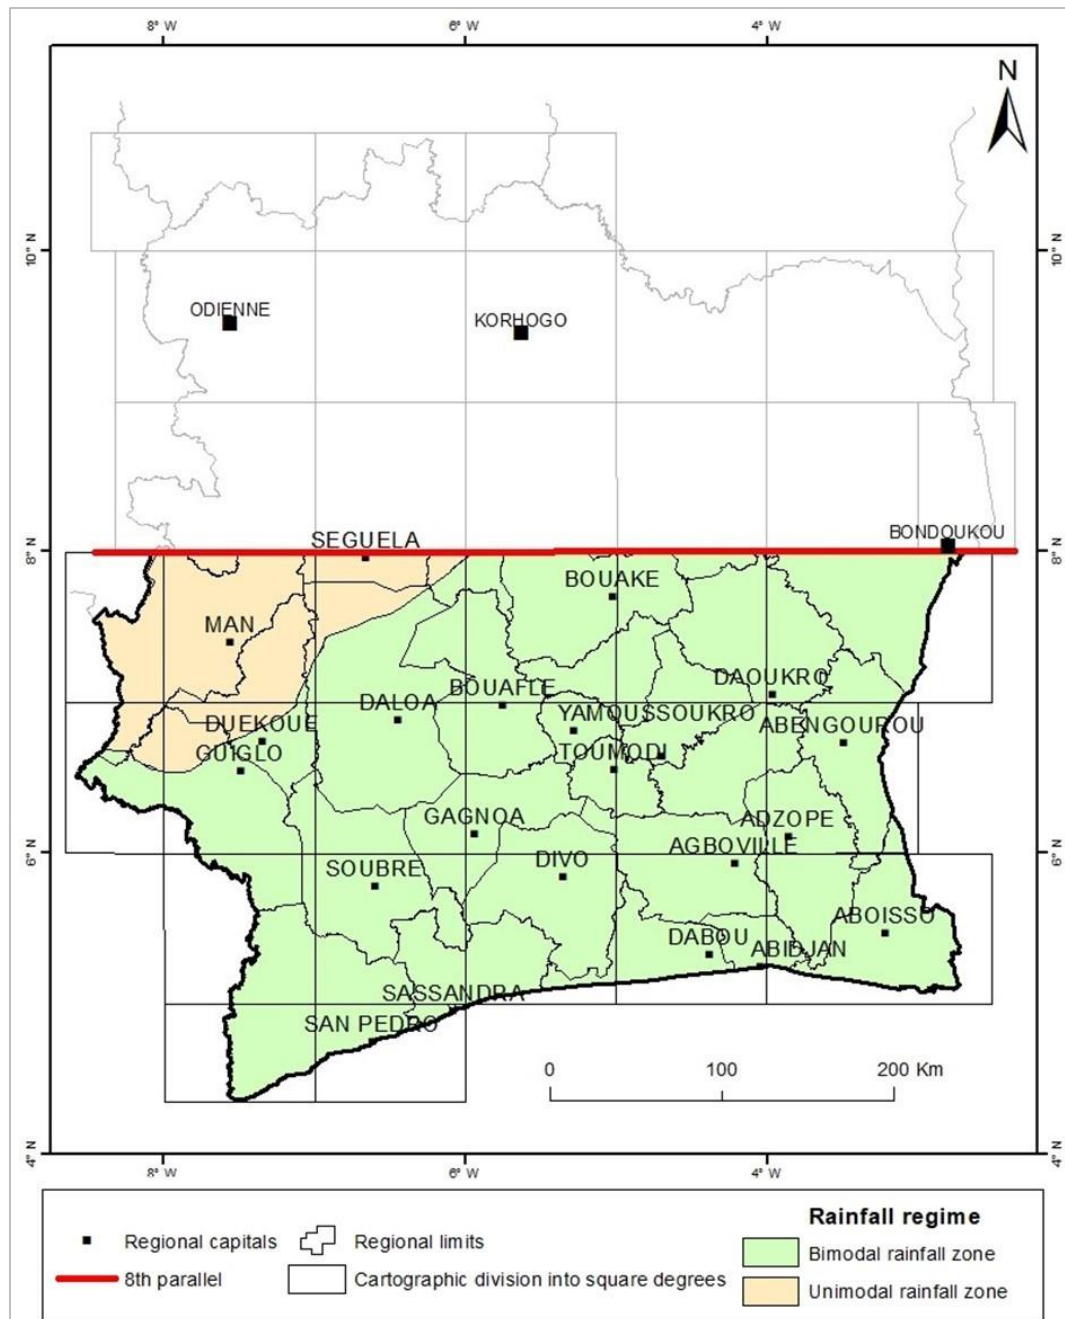 8° W 6° W 4° W
N
10° N 10° N
ODIENNE
KORHOGO
BONDOUKOU
SEGUELA
8° N 8° N
BOUAKE
MAN
DAOUKRO
BOUAFLE
DALOA
YAMOUSSOUKRO
DUEKOUE ABENGOUROU
GUIGLO TOUMODI
GAGNOA ADZOPE
AGBOVILLE
6° N 6° N
SOUBRE DIVO
ABOISSO
DABOU
ABIDJAN
SASSANDRA
SAN PEDRO
0 100 200 Km
4° N 4° N
8° W 6° W 4° W
Rainfall regime
Regional capitals Regional limits Bimodal rainfall zone
8th parallel Cartographic division into square degrees Unimodal rainfall zone